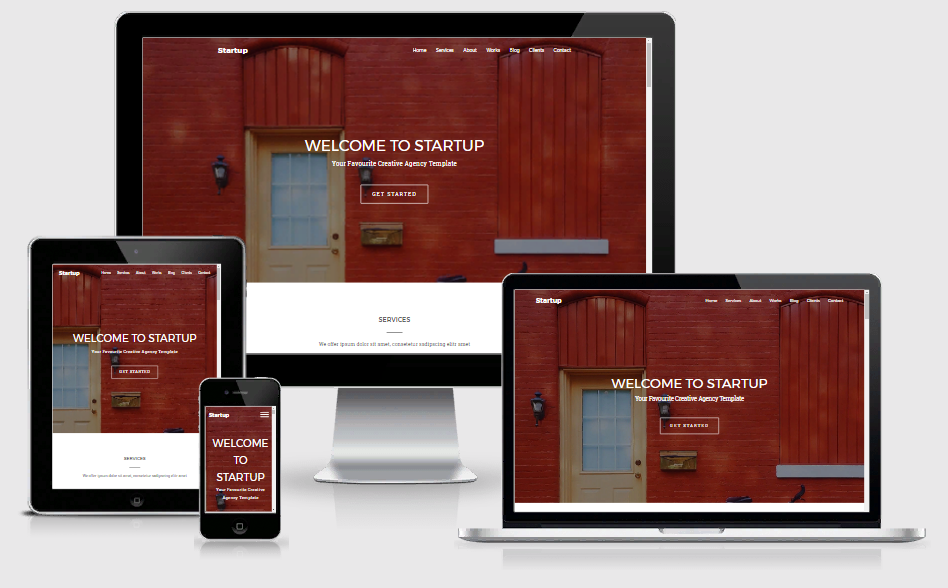 Startup
Home Services About Works Blog Clients Contact
WELCOME TO STARTUP
Your Favourite Creative Agency Template
GET STARTED
SERVICES
We offer ipsum dolor sit amet, consetetur sadipscing elitr amet
Startup
Home Services About Works Blog Clients Contact
WELCOME TO STARTUP
Your Favourite Creative Agency Template
GET STARTED
SERVICES
We offer ipsum dolor sit amet, consetetur sadipscing elitr amet
Startup
WELCOME
TO
STARTUP
Your Favourite Creative
Agency Template
Startup
Home Services About Works Blog Clients Contact
WELCOME TO STARTUP
Your Favourite Creative Agency Template
GET STARTED